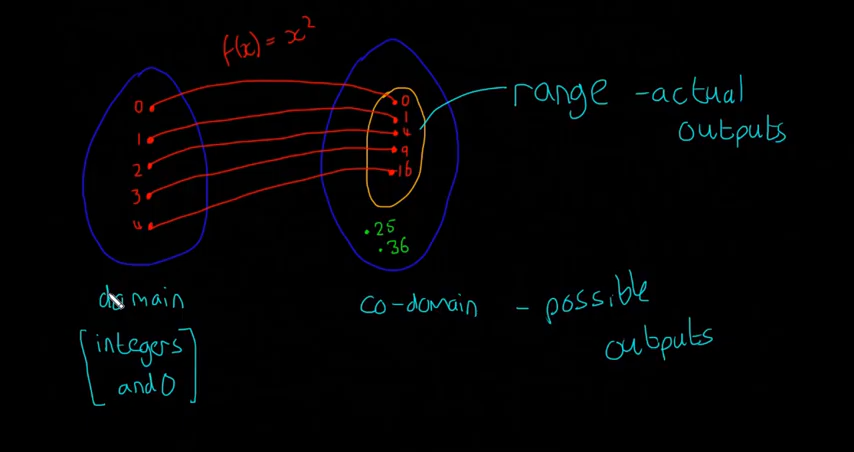 f(x) = x²
0
1
2
3
4
0
1
4
9
16
.25
.36
range - actual
outputs
domain
[integers
and 0]
co-domain - possible
outputs